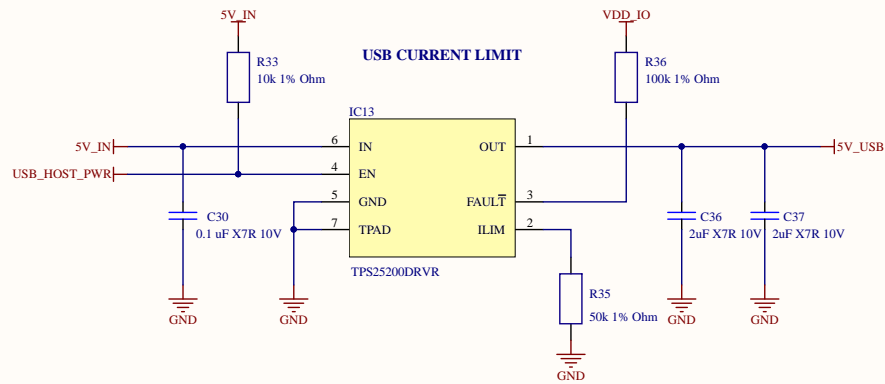 5V_IN
VDD_IO
USB CURRENT LIMIT
R33
10k 1% Ohm
R36
100k 1% Ohm
IC13
5V_IN
6
IN
OUT
1
5V_USB
USB_HOST_PWR
4
EN
5
GND
FAULT
3
7
TPAD
ILIM
2
C30
0.1 uF X7R 10V
C36
2uF X7R 10V
C37
2uF X7R 10V
TPS25200DRVR
R35
50k 1% Ohm
GND
GND
GND
GND
GND